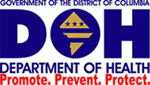 GOVERNMENT OF THE DISTRICT OF COLUMBIA
DOH
DEPARTMENT OF HEALTH
Promote. Prevent. Protect.